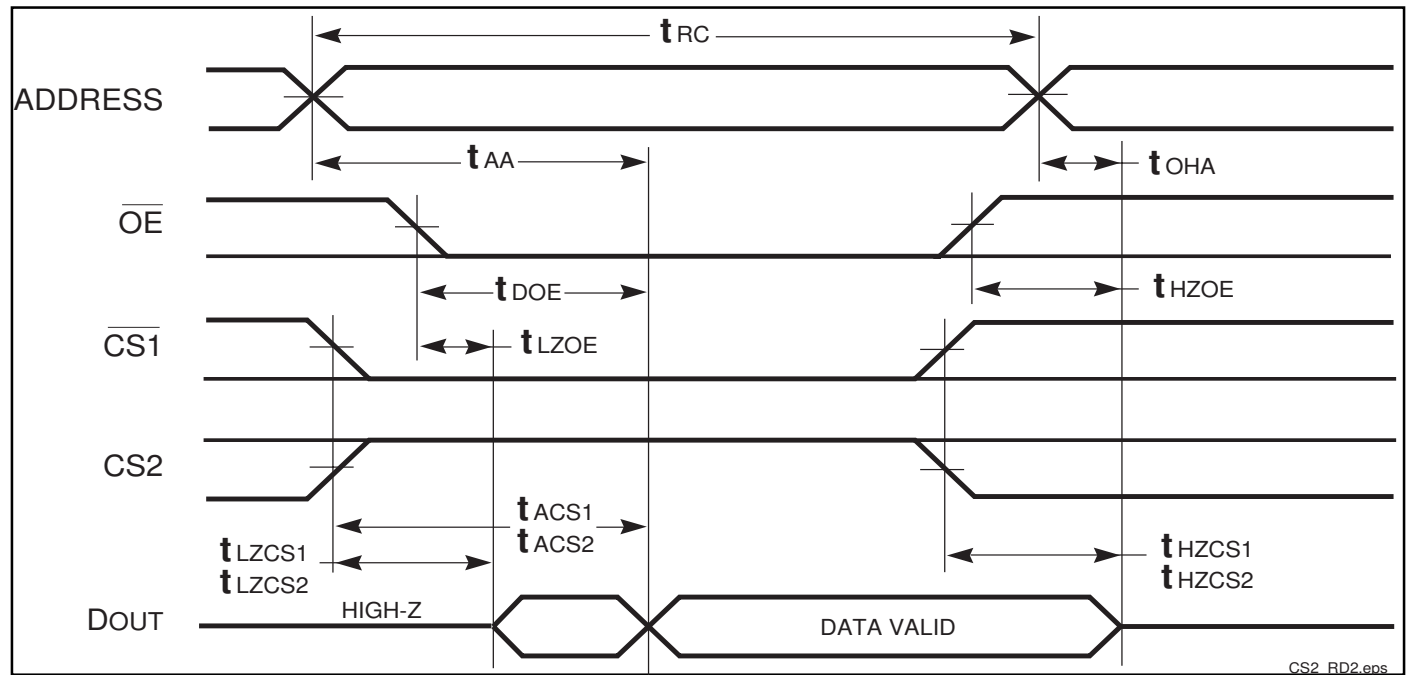 tRC
ADDRESS
tAA
tOHA
OE
tDOE
tHZOE
CS1
tLZOE
CS2
tACS1
tACS2
tLZCS1
tLZCS2
tHZCS1
tHZCS2
DOUT
HIGH-Z
DATA VALID
CS2_RD2.eps